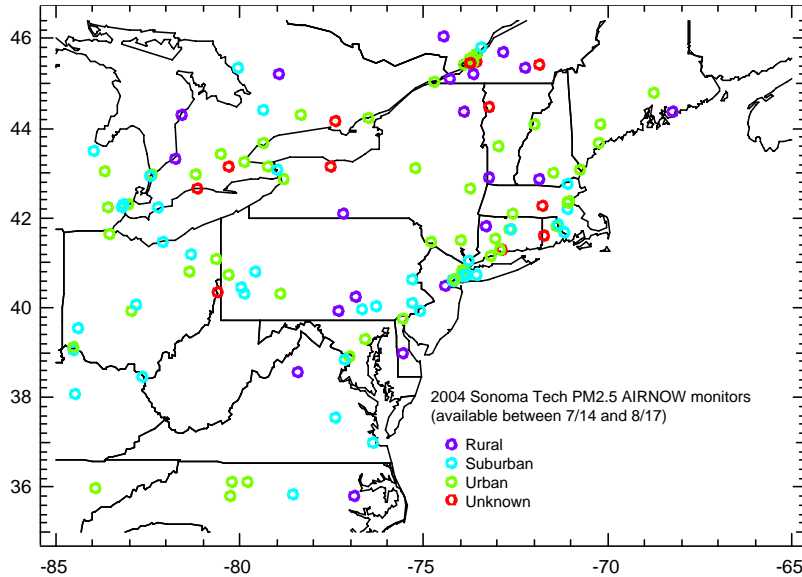 46
44
42
40
38
36
2004 Sonoma Tech PM2.5 AIRNOW monitors
(available between 7/14 and 8/17)
Rural
Suburban
Urban
Unknown
-85
-80
-75
-70
-65